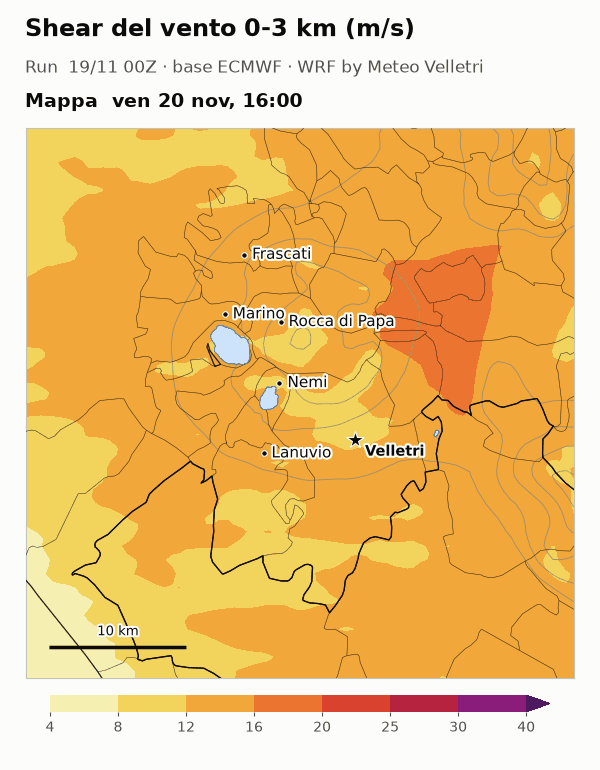 Shear del vento 0-3 km (m/s)
Run  19/11 00Z · base ECMWF · WRF by Meteo Velletri
Mappa  ven 20 nov, 16:00
Frascati
Marino
Rocca di Papa
Nemi
Velletri
Lanuvio
10 km
4 8 12 16 20 25 30 40